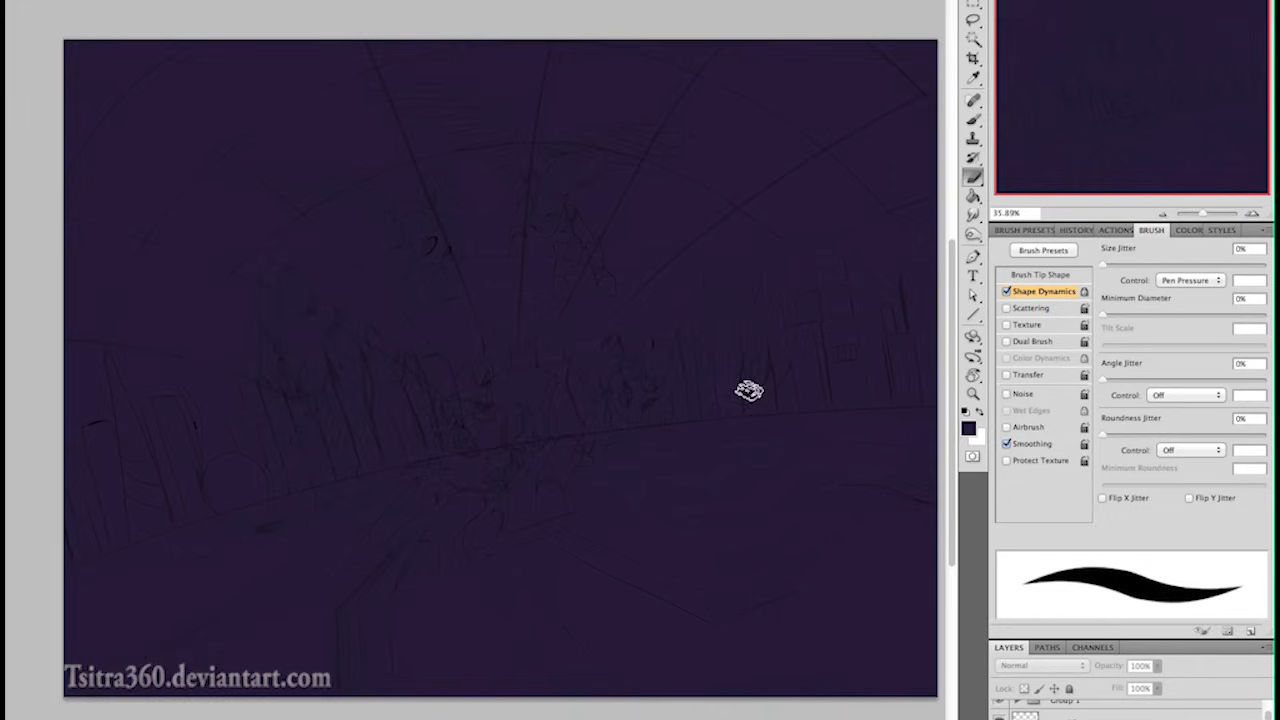 35.89%
BRUSH PRESETS HISTORY ACTIONS BRUSH COLOR STYLES
Brush Presets
Size Jitter 0%
Brush Tip Shape
Control: Pen Pressure
Shape Dynamics
Minimum Diameter 0%
Scattering
Texture
Tilt Scale
Dual Brush
Color Dynamics
Angle Jitter 0%
Transfer
Control: Off
Noise
Wet Edges
Roundness Jitter 0%
Airbrush
Smoothing
Control: Off
Protect Texture
Minimum Roundness
Flip X Jitter Flip Y Jitter
LAYERS PATHS CHANNELS
Normal Opacity: 100%
Lock: Fill: 100%
Group 1
Tsitra360.deviantart.com